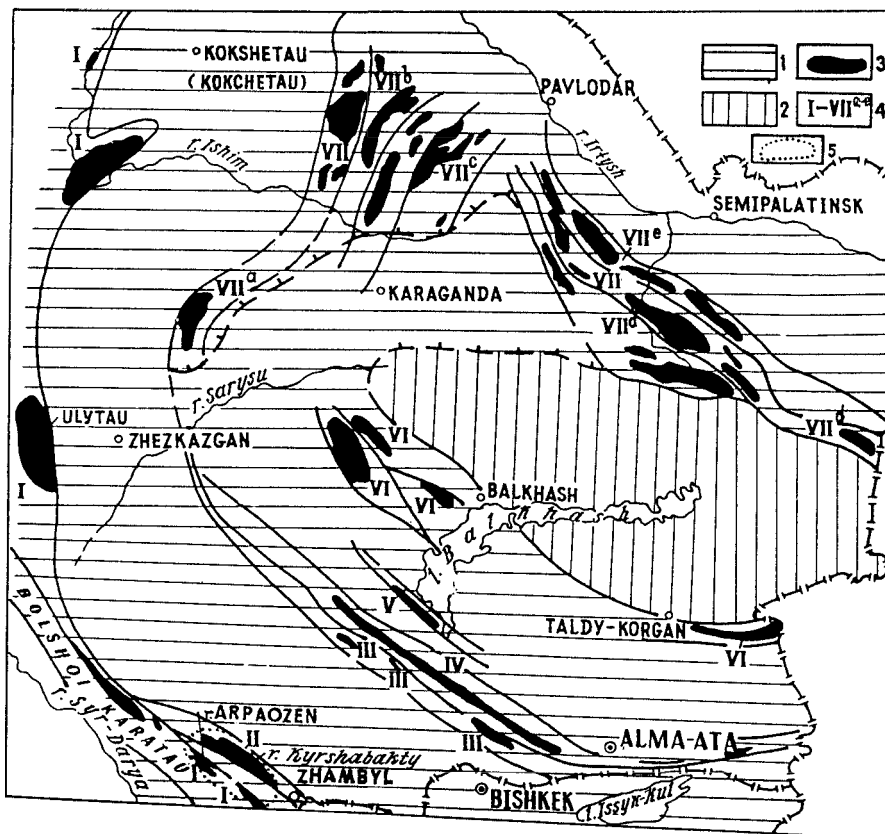 I
KOKSHETAU
(KOKCHETAU)
VII b
PAVLODAR
1
3
2
I-VII a-e
4
5
I
r. Ishim
VII
VII c
r. Irtysh
SEMIPALATINSK
VII e
VII
VII a
KARAGANDA
VII d
r. Sarysu
ULYTAU
ZHEZKAZGAN
I
VI
VI
VI
VII d
BALKHASH
Balkhash
V
TALDY-KORGAN
VI
III
IV
III
III
BOLSHOI KARATAU
r. Syr-Darya
r. ARPAOZEN
II
r. Kyrshabakty
I
I
ZHAMBYL
ALMA-ATA
BISHKEK
l. Issyk-Kul